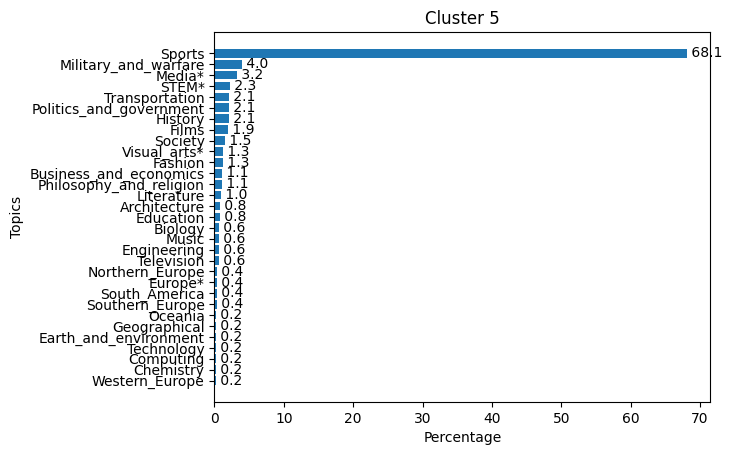 Cluster 5
Topics
Sports 68.1
Military_and_warfare 4.0
Media* 3.2
STEM* 2.3
Transportation 2.1
Politics_and_government 2.1
History 2.1
Films 1.9
Society 1.5
Visual_arts* 1.3
Fashion 1.3
Business_and_economics 1.1
Philosophy_and_religion 1.1
Literature 1.0
Architecture 0.8
Education 0.8
Biology 0.6
Music 0.6
Engineering 0.6
Television 0.6
Northern_Europe 0.4
Europe* 0.4
South_America 0.4
Southern_Europe 0.4
Oceania 0.2
Geographical 0.2
Earth_and_environment 0.2
Technology 0.2
Computing 0.2
Chemistry 0.2
Western_Europe 0.2
0 10 20 30 40 50 60 70
Percentage